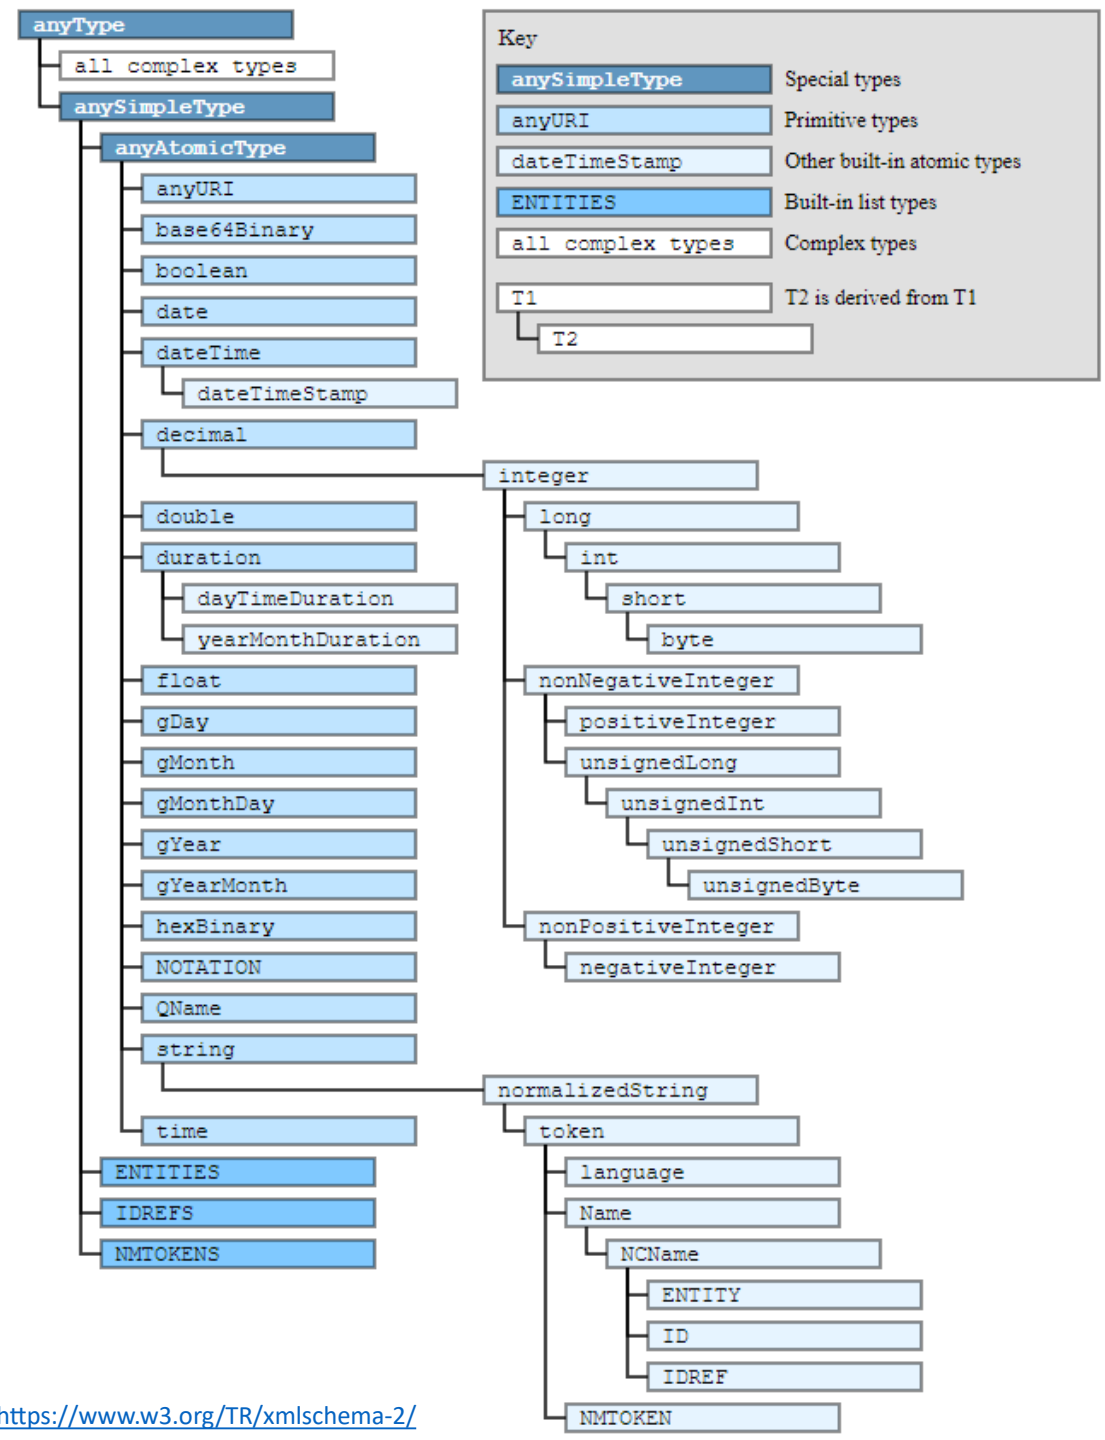 anyType
all complex types
anySimpleType
anyAtomicType
anyURI
base64Binary
boolean
date
dateTime
dateTimeStamp
decimal
integer
long
int
short
byte
nonNegativeInteger
positiveInteger
unsignedLong
unsignedInt
unsignedShort
unsignedByte
nonPositiveInteger
negativeInteger
double
duration
dayTimeDuration
yearMonthDuration
float
gDay
gMonth
gMonthDay
gYear
gYearMonth
hexBinary
NOTATION
QName
string
normalizedString
token
language
Name
NCName
ENTITY
ID
IDREF
NMTOKEN
time
ENTITIES
IDREFS
NMTOKENS
Key
anySimpleType Special types
anyURI Primitive types
dateTimeStamp Other built-in atomic types
ENTITIES Built-in list types
all complex types Complex types
T1 T2 is derived from T1
T2
https://www.w3.org/TR/xmlschema-2/